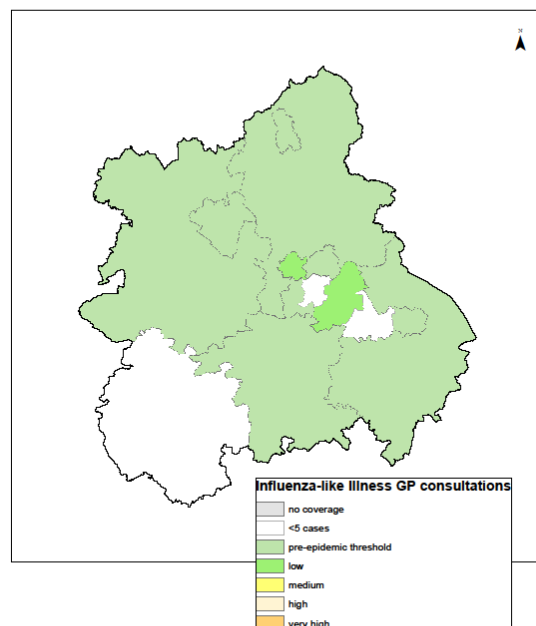 N
Influenza-like Illness GP consultations
no coverage
<5 cases
pre-epidemic threshold
low
medium
high
very high